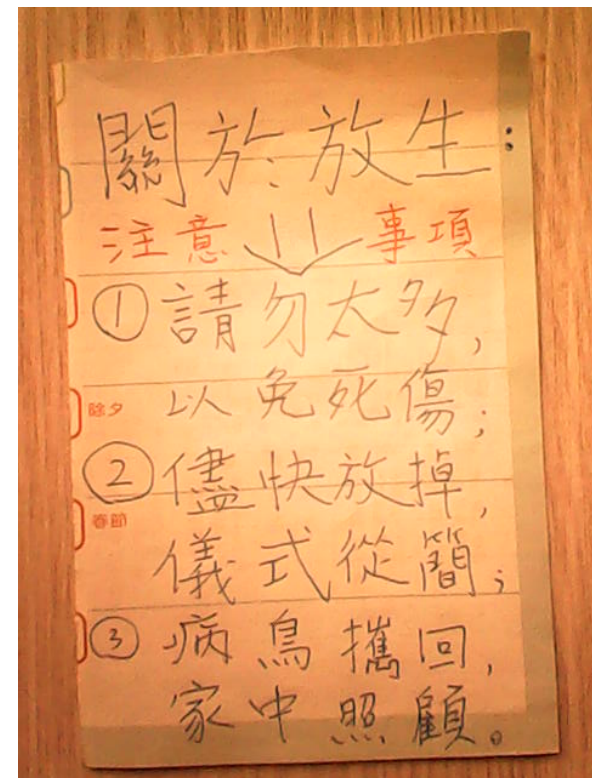 關於放生
注意 事項
①請勿太多,
除夕
以免死傷;
②儘快放掉,
春節
儀式從簡;
③病鳥攜回,
家中照顧。